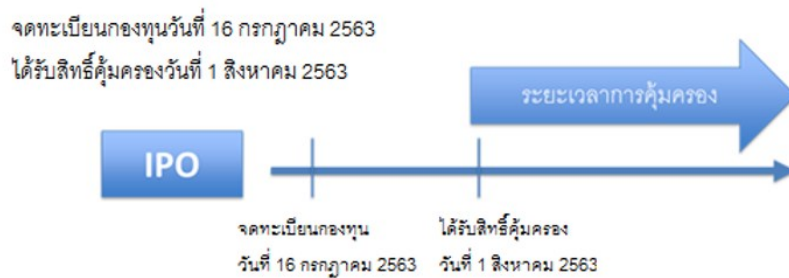 จดทะเบียนกองทุนวันที่ 16 กรกฎาคม 2563
ได้รับสิทธิ์คุ้มครองวันที่ 1 สิงหาคม 2563
ระยะเวลาการคุ้มครอง
IPO
จดทะเบียนกองทุน
วันที่ 16 กรกฎาคม 2563
ได้รับสิทธิ์คุ้มครอง
วันที่ 1 สิงหาคม 2563